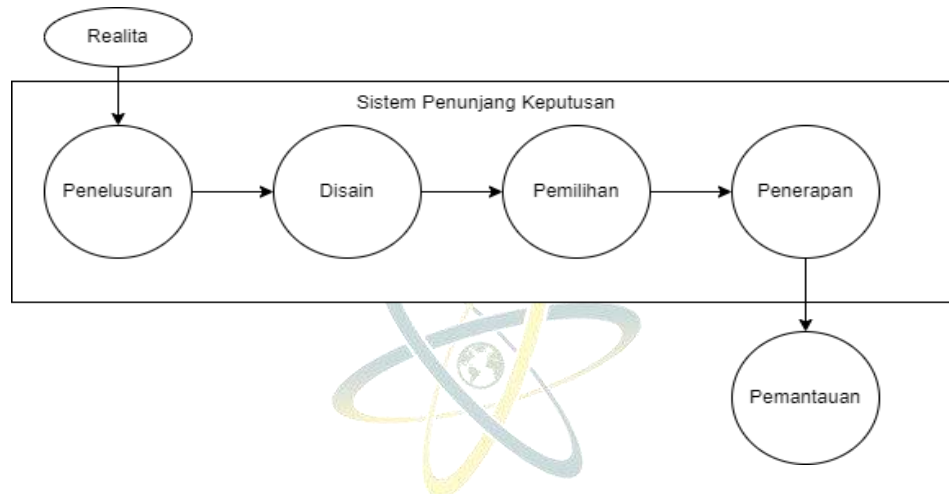 Realita
Sistem Penunjang Keputusan
Penelusuran
Disain
Pemilihan
Penerapan
Pemantauan